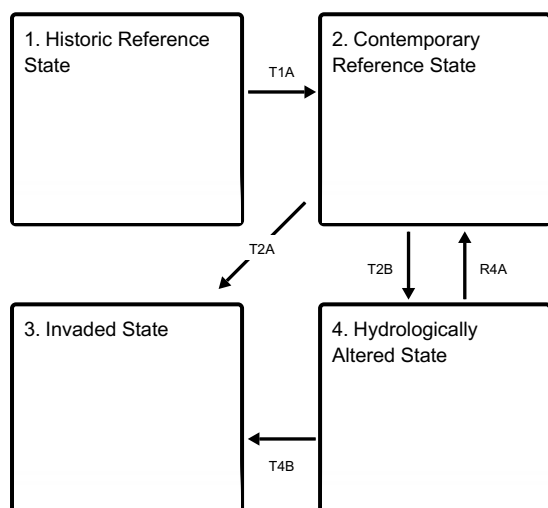 1. Historic Reference
State
T1A
2. Contemporary
Reference State
T2A
T2B
R4A
3. Invaded State
T4B
4. Hydrologically
Altered State